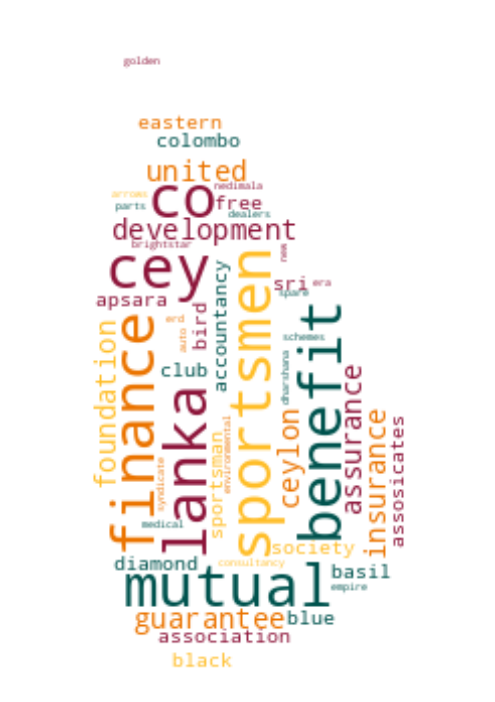 golden
eastern
colombo
united
nedimala
arrows
co
free
parts
dealers
development
brightstar
new
cey
sri
era
spare
apsara
bird
accountancy
sportsmen
benefit
erd
auto
foundation
finance
club
schemes
dharshana
lanka
assurance
ceylon
insurance
assosicates
environmental
sportsman
syndicate
medical
society
diamond
consultancy
basil
mutual
empire
guarantee
blue
association
black